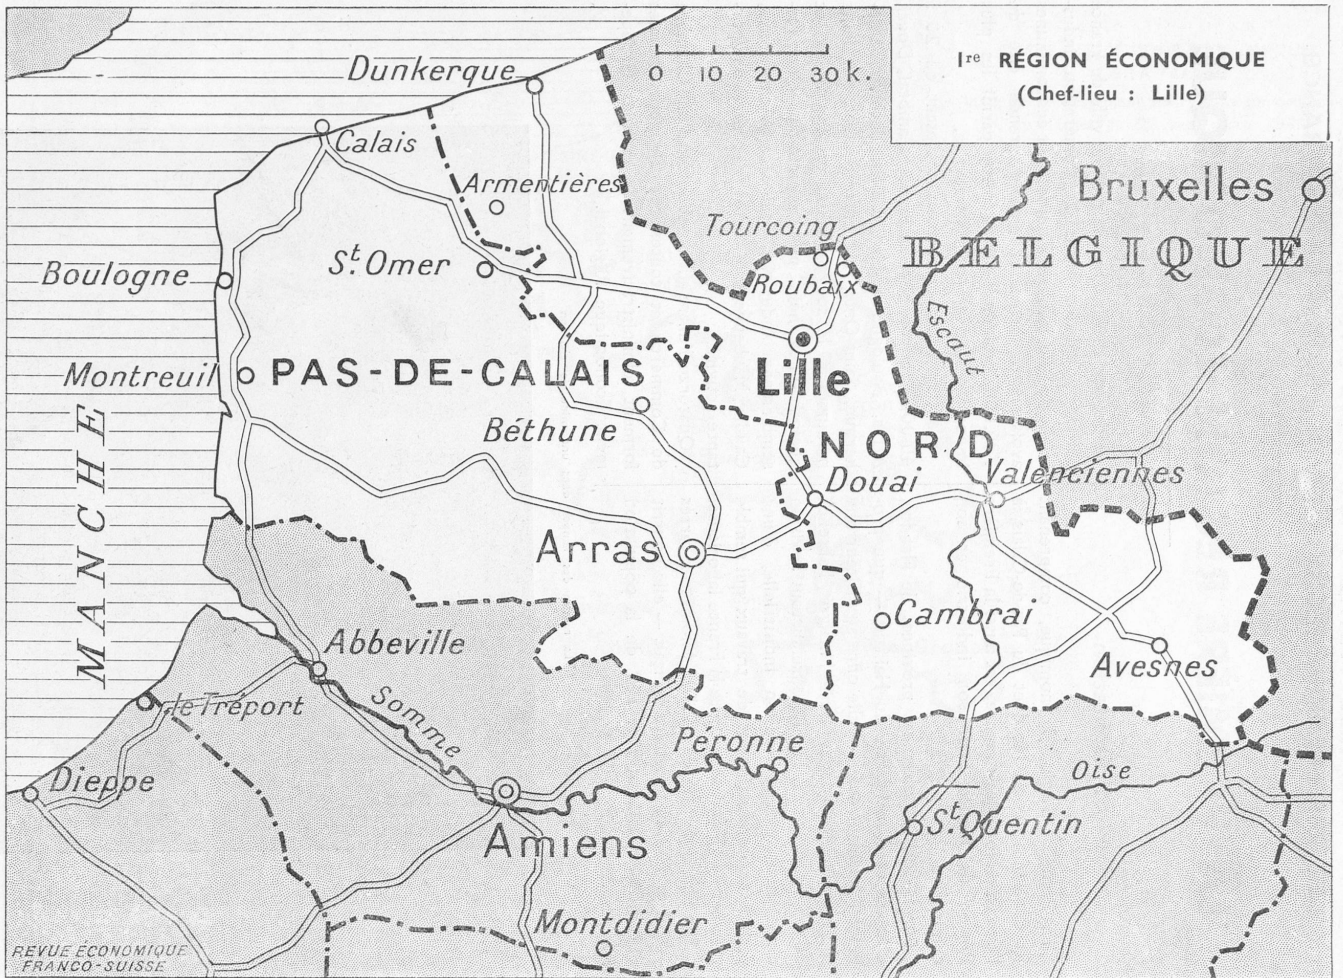 Iʳᵉ RÉGION ÉCONOMIQUE
(Chef-lieu : Lille)
0 10 20 30 k.
Dunkerque
Calais
Armentières
Bruxelles
Tourcoing
BELGIQUE
St. Omer
Boulogne
Roubaix
Escaut
Montreuil
PAS-DE-CALAIS
Lille
MANCHE
Béthune
NORD
Douai
Valenciennes
Arras
Cambrai
Abbeville
Avesnes
le Tréport
Somme
Péronne
Dieppe
Oise
St. Quentin
Amiens
Montdidier
REVUE ÉCONOMIQUE
FRANCO-SUISSE